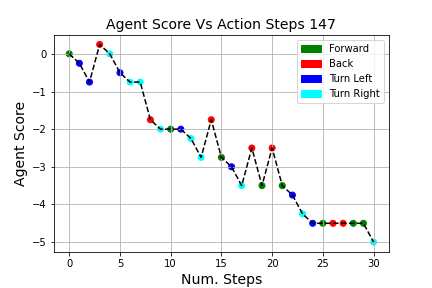 Agent Score Vs Action Steps 147
Forward
Back
Turn Left
Turn Right
Agent Score
0
−1
−2
−3
−4
−5
0 5 10 15 20 25 30
Num. Steps